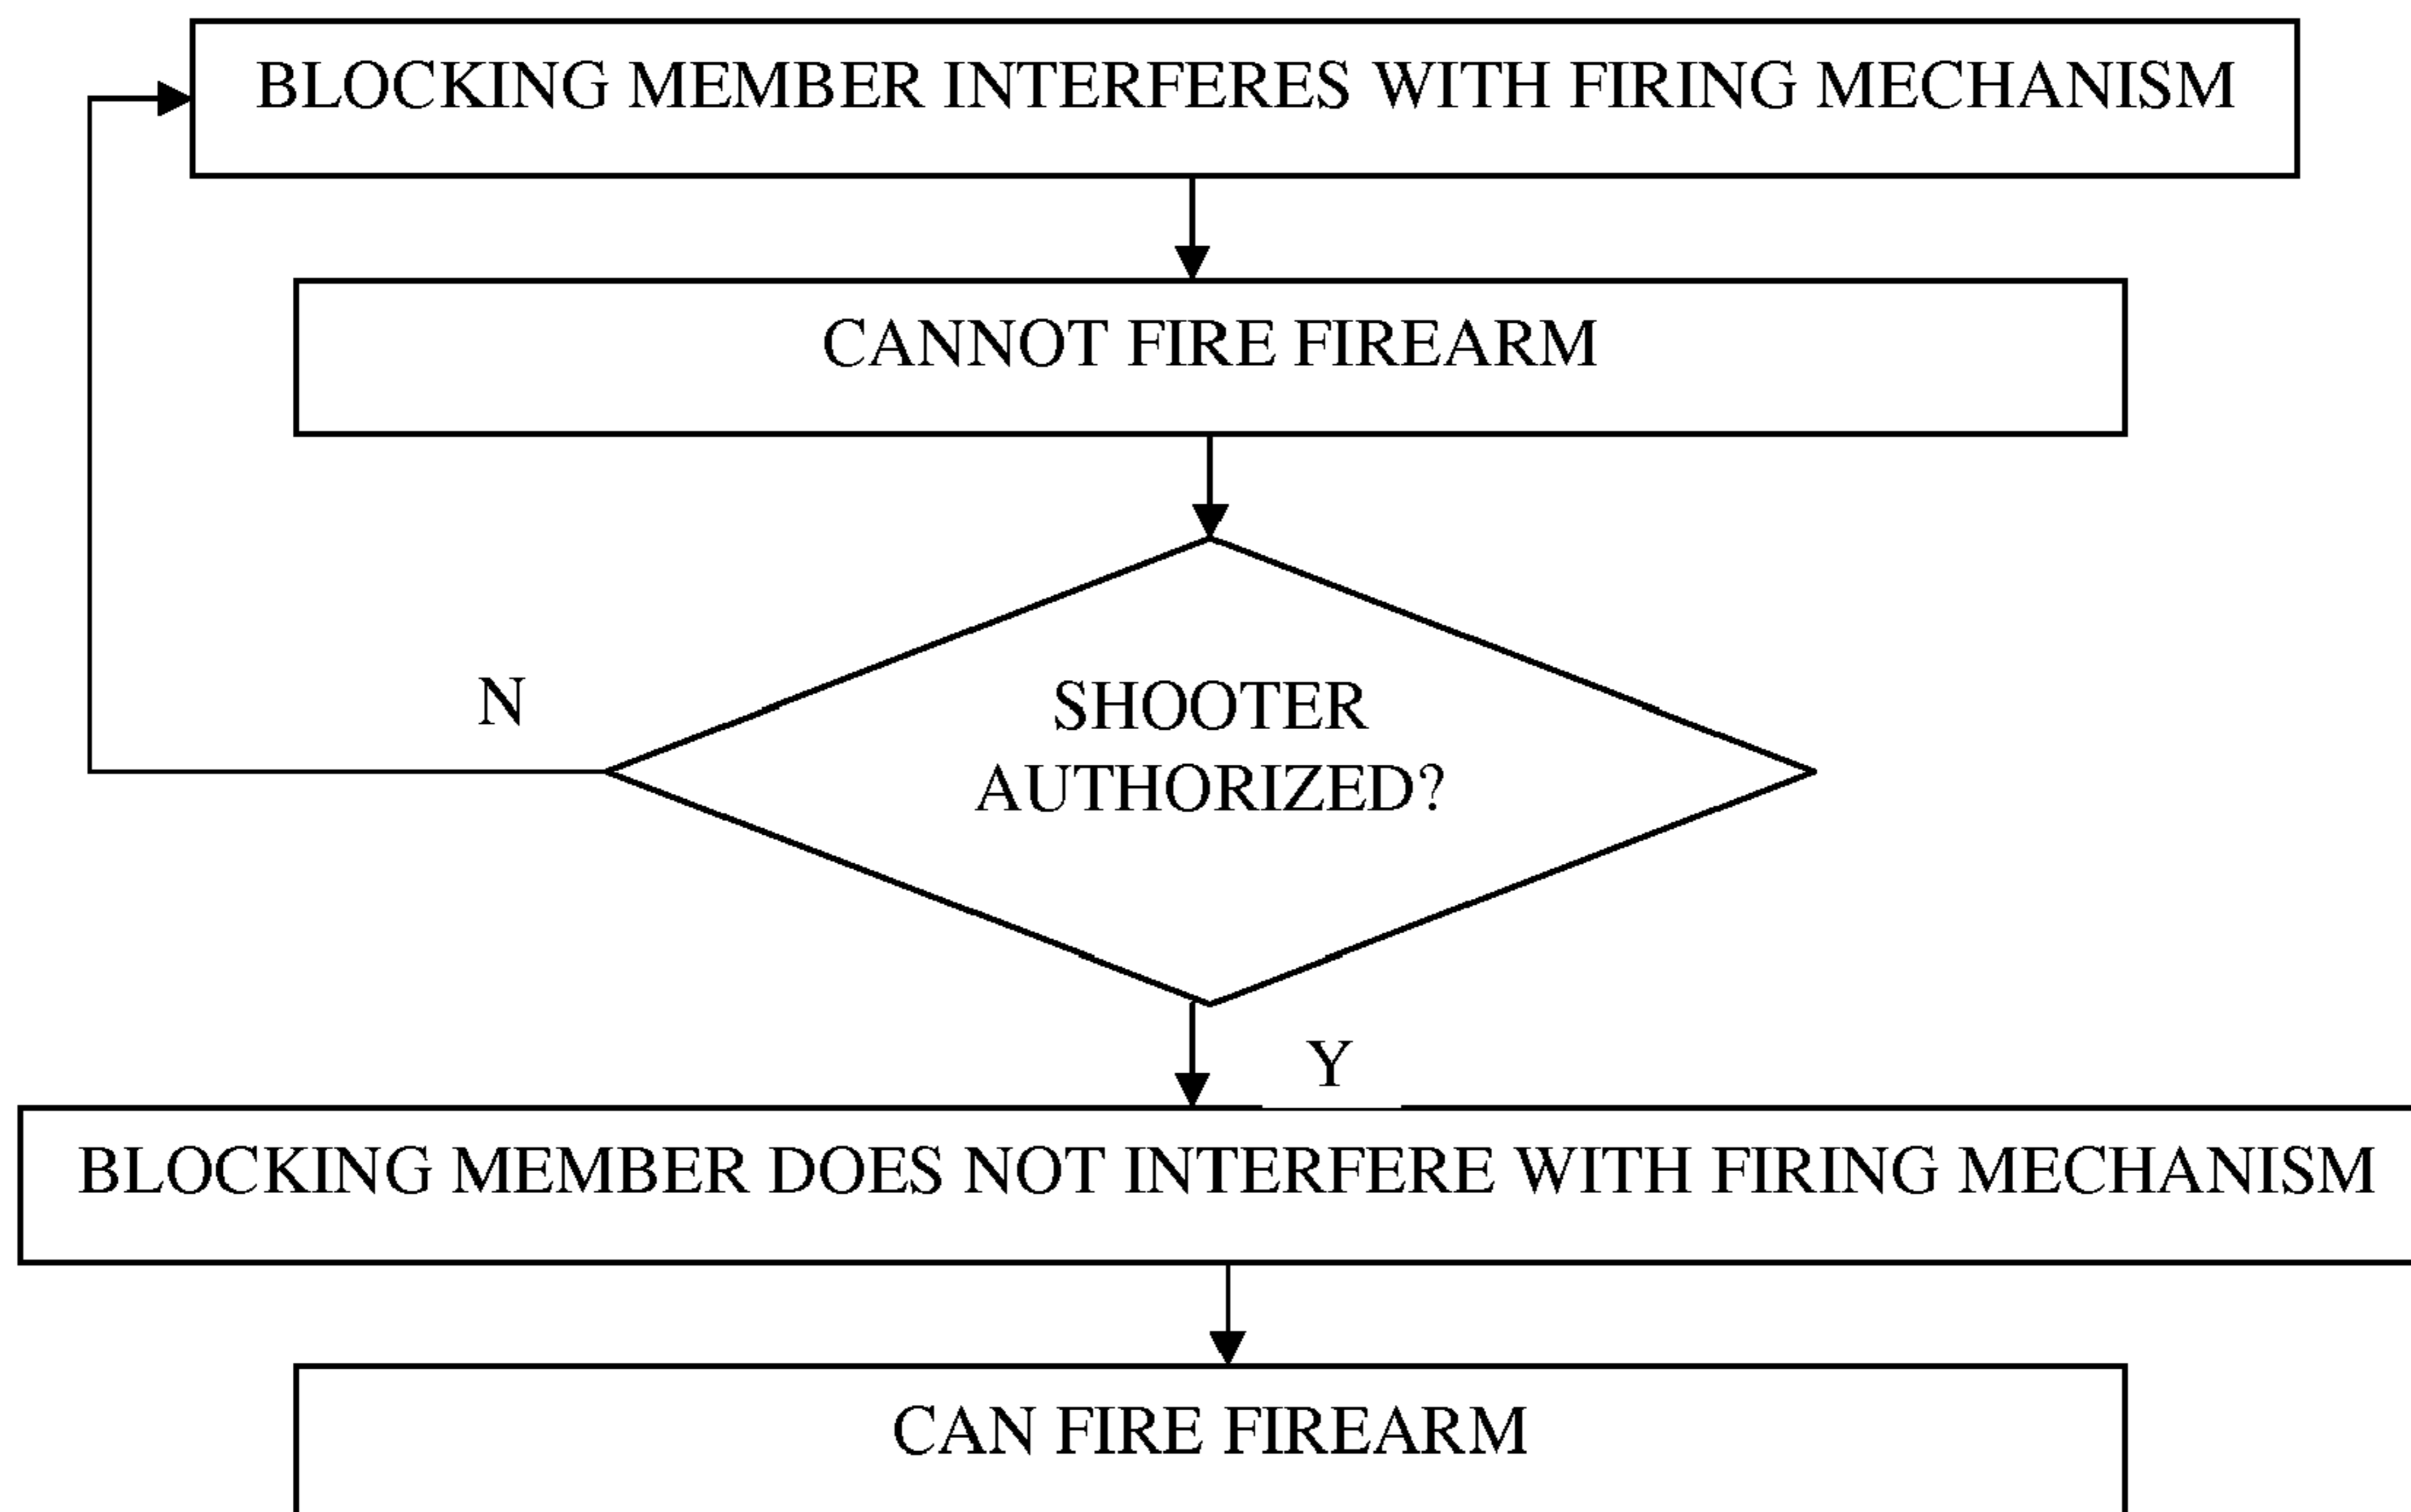 BLOCKING MEMBER INTERFERES WITH FIRING MECHANISM
CANNOT FIRE FIREARM
N
SHOOTER
AUTHORIZED?
Y
BLOCKING MEMBER DOES NOT INTERFERE WITH FIRING MECHANISM
CAN FIRE FIREARM